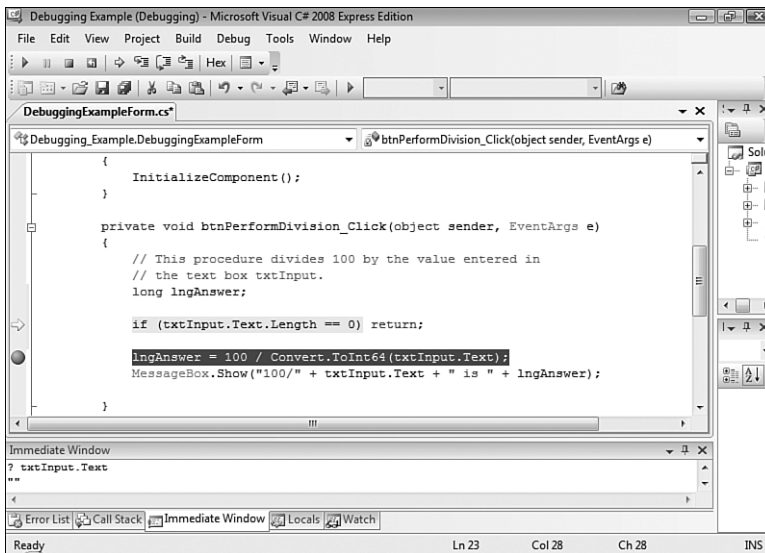 Debugging Example (Debugging) - Microsoft Visual C# 2008 Express Edition
File Edit View Project Build Debug Tools Window Help
Hex
DebuggingExampleForm.cs*
Debugging_Example.DebuggingExampleForm btnPerformDivision_Click(object sender, EventArgs e)
{
InitializeComponent();
}
private void btnPerformDivision_Click(object sender, EventArgs e)
{
// This procedure divides 100 by the value entered in
// the text box txtInput.
long lngAnswer;
if (txtInput.Text.Length == 0) return;
lngAnswer = 100 / Convert.ToInt64(txtInput.Text);
MessageBox.Show("100/" + txtInput.Text + " is " + lngAnswer);
}
Solu
Immediate Window
? txtInput.Text
""
Error List Call Stack Immediate Window Locals Watch
Ready Ln 23 Col 28 Ch 28 INS